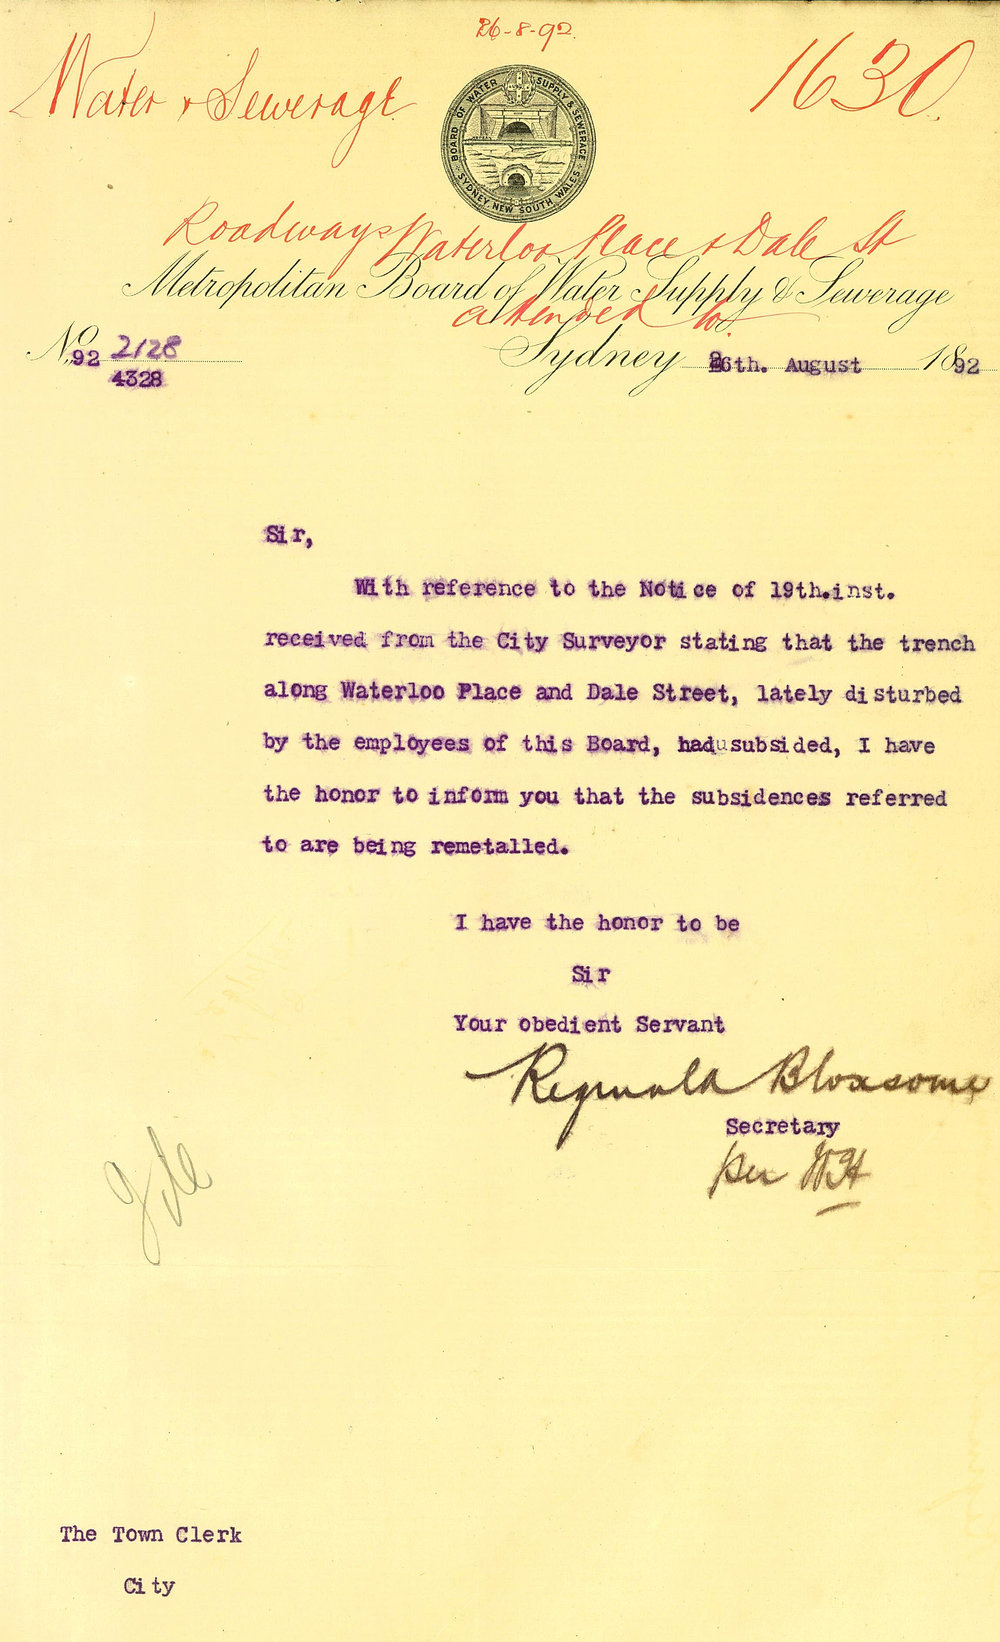 26-8-92
Water & Sewerage
1630
BOARD OF WATER SUPPLY & SEWERAGE
SYDNEY, NEW SOUTH WALES
Roadways Waterloo Place & Dale St
Metropolitan Board of Water Supply & Sewerage
attended to
No. 92 2128
4328
Sydney 26th. August 1892
Sir,
With reference to the Notice of 19th.inst.
received from the City Surveyor stating that the trench
along Waterloo Place and Dale Street, lately disturbed
by the employees of this Board, hadusubsided, I have
the honor to inform you that the subsidences referred
to are being remetalled.
I have the honor to be
Sir
Your obedient Servant
Reginald Bloxsome
Secretary
per WH
File
The Town Clerk
City